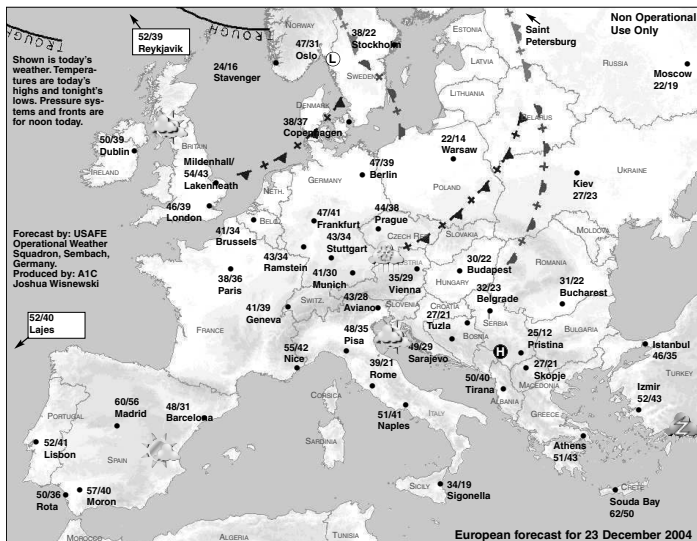 TROUGH
TROUGH
52/39
Reykjavik
Non Operational
Use Only
Shown is today's
weather. Tempera-
tures are today's
highs and tonight's
lows. Pressure sys-
tems and fronts are
for noon today.
NORWAY
47/31
Oslo
38/22
Stockholm
L
SWEDEN
24/16
Stavenger
ESTONIA
LATVIA
LITHUANIA
Saint
Petersburg
RUSSIA
Moscow
22/19
BELARUS
DENMARK
38/37
Copenhagen
50/39
Dublin
IRELAND
BRITAIN
Mildenhall/
54/43
Lakenheath
46/39
London
NETH.
BELG.
GERMANY
47/39
Berlin
22/14
Warsaw
POLAND
UKRAINE
Kiev
27/23
41/34
Brussels
47/41
Frankfurt
43/34
Stuttgart
44/38
Prague
CZECH REP.
SLOVAKIA
MOLDOVA
Forecast by: USAFE
Operational Weather
Squadron, Sembach,
Germany.
Produced by: A1C
Joshua Wisnewski
38/36
Paris
43/34
Ramstein
41/30
Munich
AUSTRIA
35/29
Vienna
30/22
Budapest
HUNGARY
ROMANIA
52/40
Lajes
FRANCE
41/39
Geneva
SWITZ.
43/28
Aviano
SLOVENIA
CROATIA
32/23
Belgrade
31/22
Bucharest
48/35
Pisa
27/21
Tuzla
BOSNIA
SERBIA
BULGARIA
55/42
Nice
49/29
Sarajevo
H
25/12
Pristina
Istanbul
46/35
60/56
Madrid
48/31
Barcelona
39/21
Rome
27/21
Skopje
MACEDONIA
TURKEY
PORTUGAL
CORSICA
51/41
Naples
ITALY
50/40
Tirana
ALBANIA
Izmir
52/43
52/41
Lisbon
SPAIN
SARDINIA
GREECE
Athens
51/43
50/36
Rota
57/40
Moron
SICILY
34/19
Sigonella
CRETE
Souda Bay
62/50
MOROCCO
ALGERIA
TUNISIA
European forecast for 23 December 2004